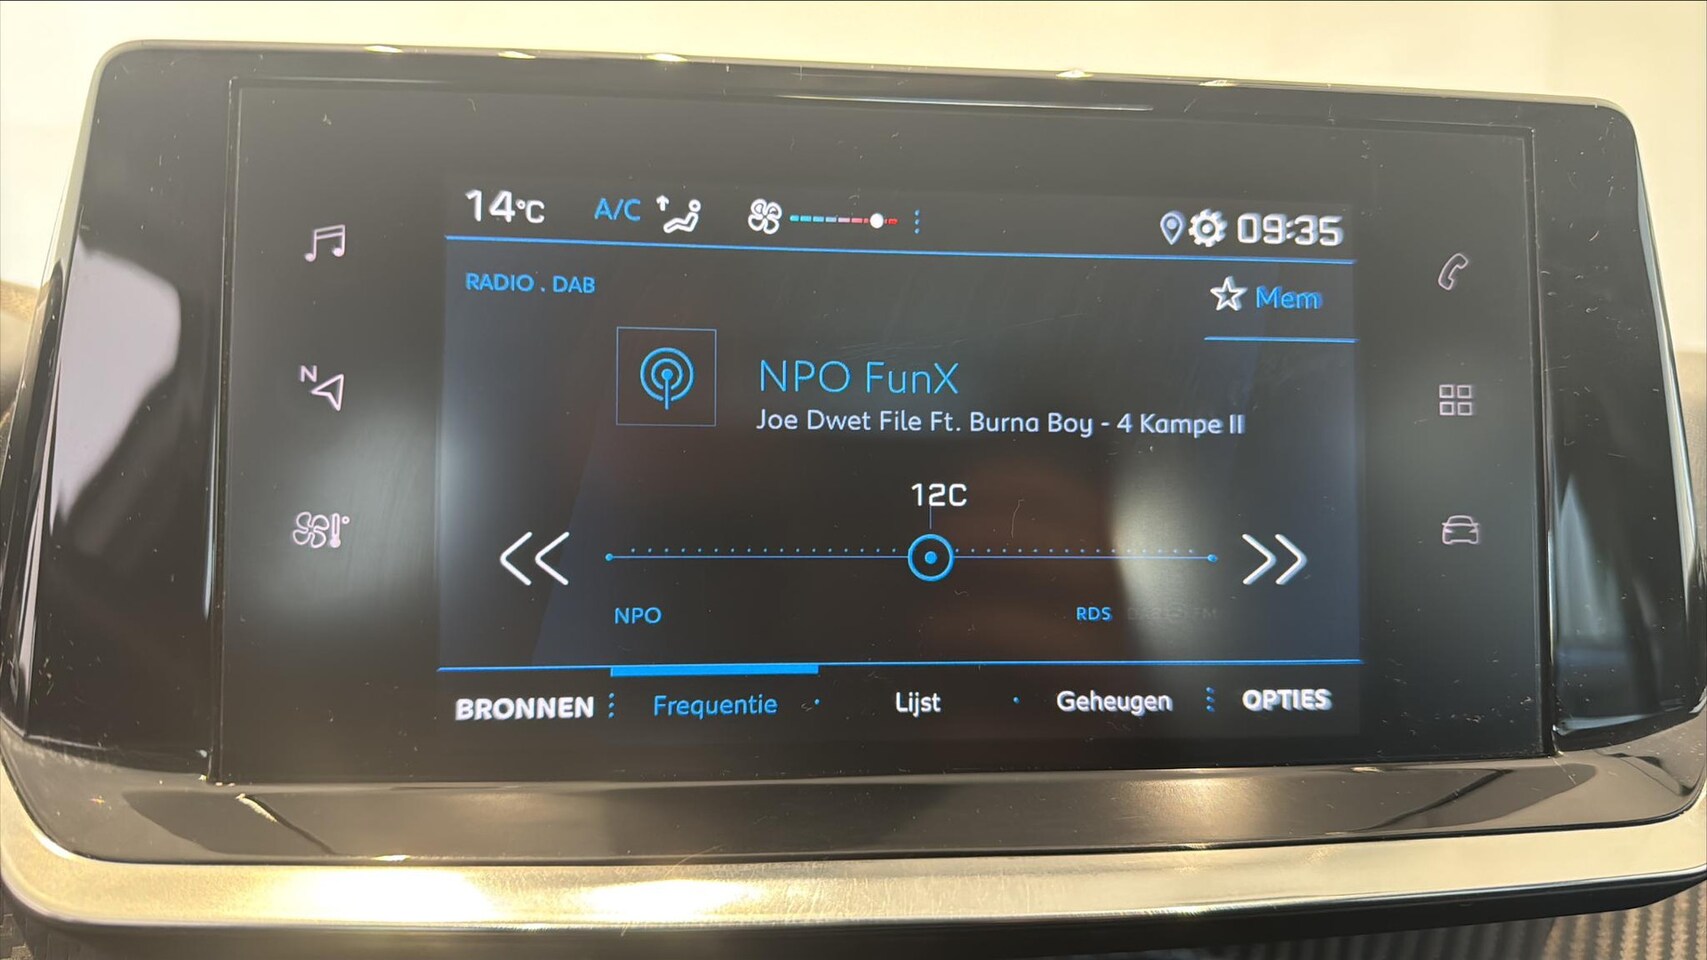 14°C A/C 09:35
RADIO . DAB
Mem
NPO FunX
Joe Dwet File Ft. Burna Boy - 4 Kampe II
12C
N
NPO RDS
BRONNEN Frequentie Lijst Geheugen OPTIES